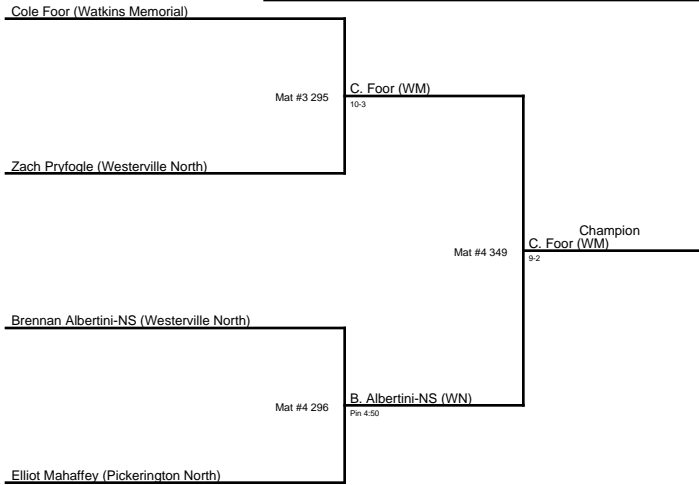 Cole Foor (Watkins Memorial)
Mat #3 295
C. Foor (WM)
10-3
Zach Pryfogle (Westerville North)
Mat #4 349
Champion
C. Foor (WM)
9-2
Brennan Albertini-NS (Westerville North)
Mat #4 296
B. Albertini-NS (WN)
Pin 4:50
Elliot Mahaffey (Pickerington North)